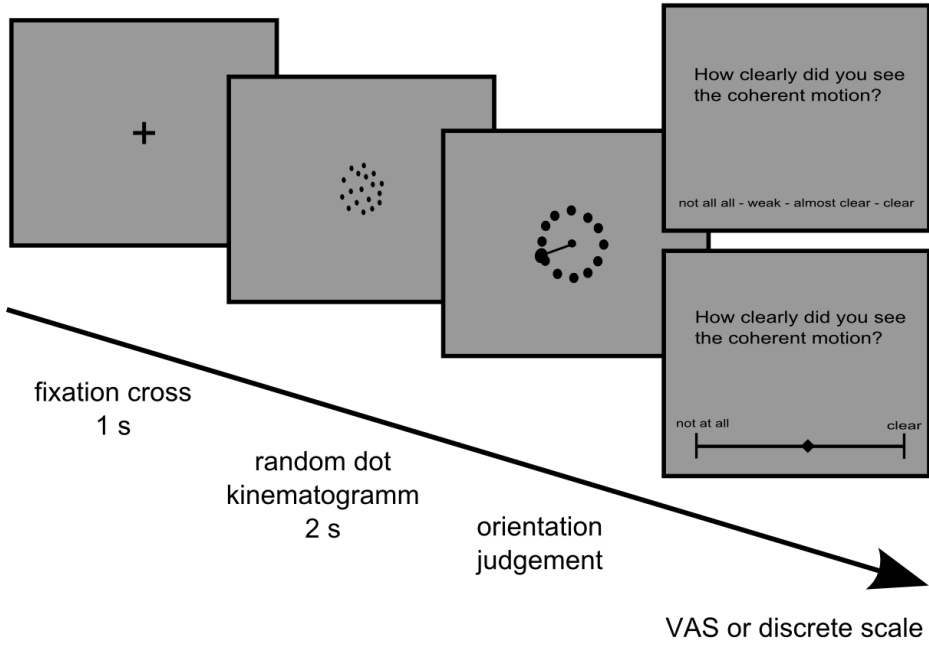 How clearly did you see
the coherent motion?
not all all - weak - almost clear - clear
How clearly did you see
the coherent motion?
not at all
clear
fixation cross
1 s
random dot
kinematogramm
2 s
orientation
judgement
VAS or discrete scale